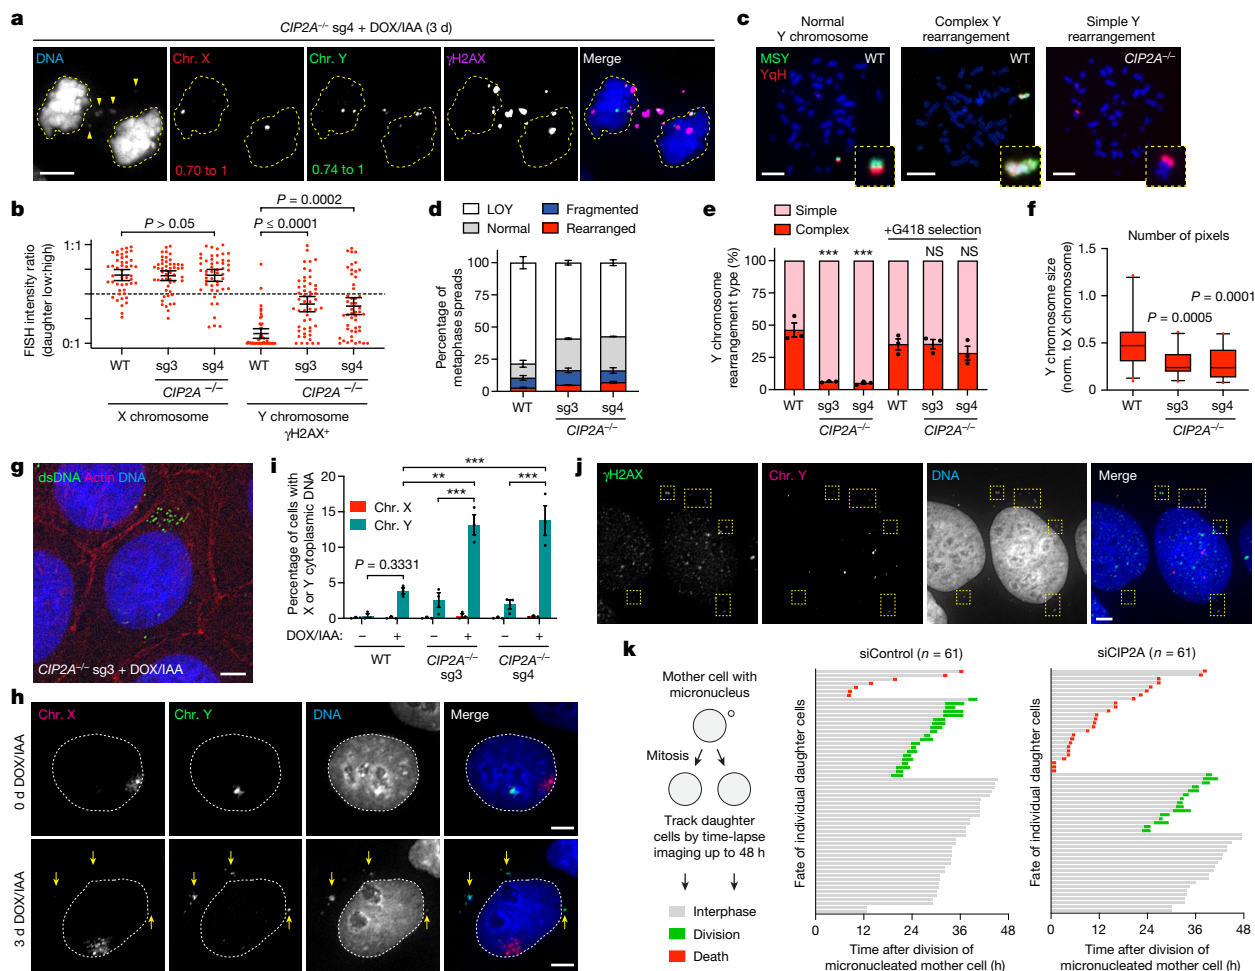 a
CIP2A–/– sg4 + DOX/IAA (3 d)
DNA
Chr. X
Chr. Y
γH2AX
Merge
0.70 to 1
0.74 to 1
c
Normal
Y chromosome
Complex Y
rearrangement
Simple Y
rearrangement
MSY
YqH
WT
WT
CIP2A–/–
b
FISH intensity ratio
(daughter low:high)
1:1
0:1
P > 0.05
P ≤ 0.0001
P = 0.0002
WT
sg3
sg4
WT
sg3
sg4
CIP2A –/–
CIP2A –/–
X chromosome
Y chromosome
γH2AX+
d
LOY
Fragmented
Normal
Rearranged
Percentage of
metaphase spreads
100
75
50
25
0
WT
sg3
sg4
CIP2A–/–
e
Simple
Complex
+G418 selection
*** ***
NS NS
Y chromosome
rearrangement type (%)
100
50
25
0
WT
sg3
sg4
WT
sg3
sg4
CIP2A–/–
CIP2A–/–
f
Number of pixels
Y chromosome size
(norm. to X chromosome)
1.5
1.0
0.5
0
P = 0.0001
P = 0.0005
WT
sg3
sg4
CIP2A–/–
g
dsDNA Actin DNA
CIP2A–/– sg3 + DOX/IAA
i
Percentage of cells with
X or Y cytoplasmic DNA
20
15
10
5
0
Chr. X
Chr. Y
***
**
***
***
P = 0.3331
DOX/IAA:
– + – + – +
WT
CIP2A–/–
sg3
CIP2A–/–
sg4
j
γH2AX
Chr. Y
DNA
Merge
h
Chr. X
Chr. Y
DNA
Merge
0 d DOX/IAA
3 d DOX/IAA
k
Mother cell with
micronucleus
Mitosis
Track daughter
cells by time-lapse
imaging up to 48 h
Interphase
Division
Death
siControl (n = 61)
Fate of individual daughter cells
0 12 24 36 48
Time after division of
micronucleated mother cell (h)
siCIP2A (n = 61)
Fate of individual daughter cells
0 12 24 36 48
Time after division of
micronucleated mother cell (h)